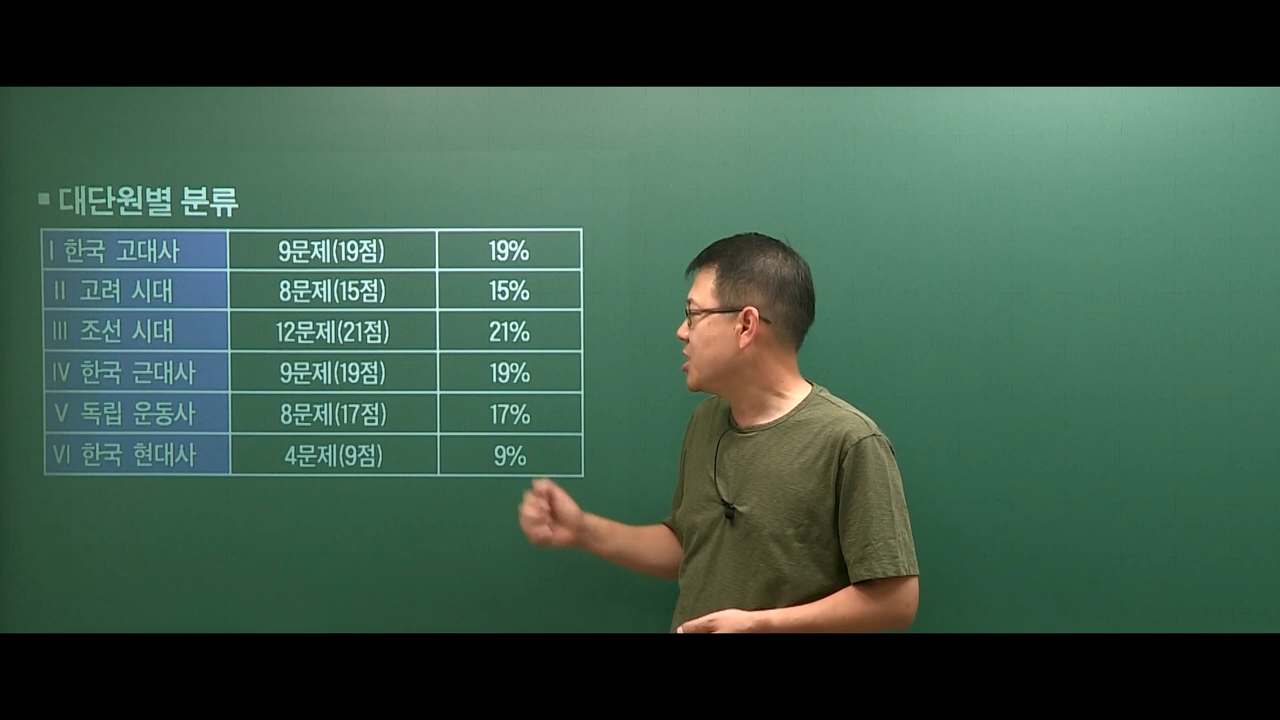 ▪ 대단원별 분류
Ⅰ 한국 고대사 9문제(19점) 19%
Ⅱ 고려 시대 8문제(15점) 15%
Ⅲ 조선 시대 12문제(21점) 21%
Ⅳ 한국 근대사 9문제(19점) 19%
Ⅴ 독립 운동사 8문제(17점) 17%
Ⅵ 한국 현대사 4문제(9점) 9%